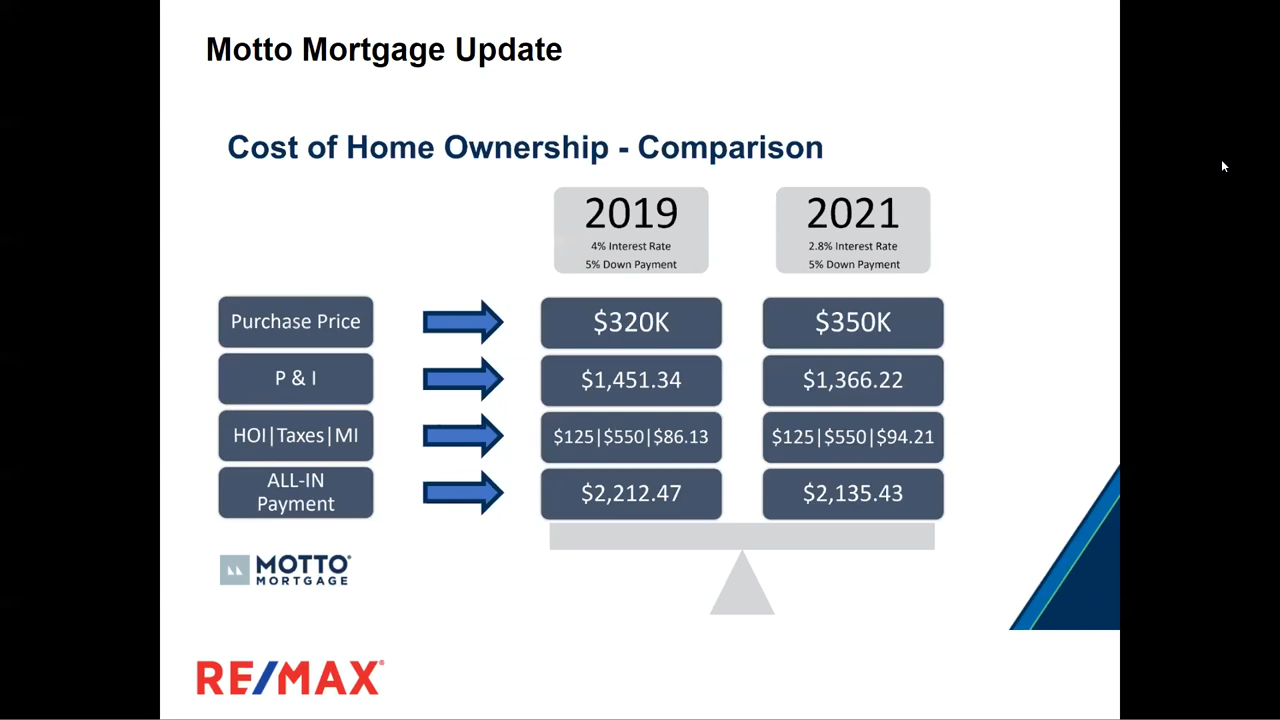 Motto Mortgage Update
Cost of Home Ownership - Comparison
2019
4% Interest Rate
5% Down Payment
2021
2.8% Interest Rate
5% Down Payment
Purchase Price
$320K
$350K
P & I
$1,451.34
$1,366.22
HOI|Taxes|MI
$125|$550|$86.13
$125|$550|$94.21
ALL-IN
Payment
$2,212.47
$2,135.43
MOTTO®
MORTGAGE
RE/MAX®